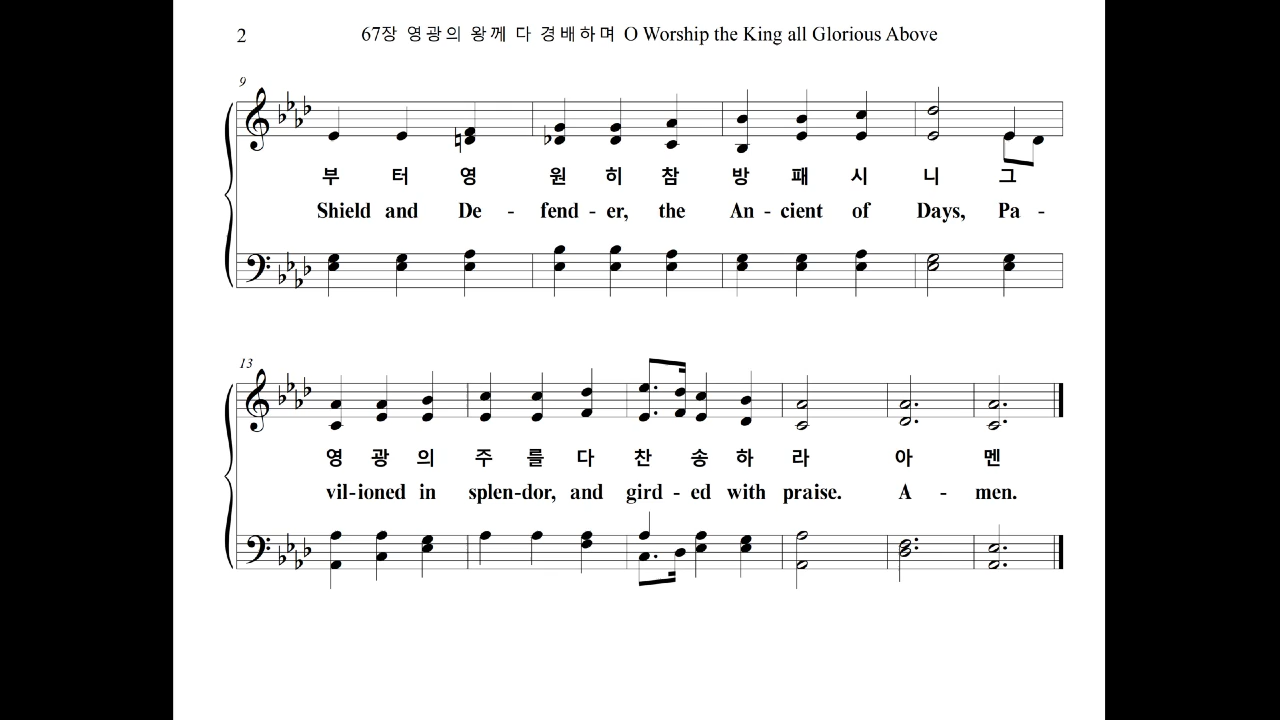 2
67장 영광의 왕께 다 경배하며 O Worship the King all Glorious Above
9
부 터 영 원 히 참 방 패 시 니 그
Shield and De - fend - er, the An - cient of Days, Pa -
13
영 광 의 주 를 다 찬 송 하 라 아 멘
vil-ioned in splen-dor, and gird - ed with praise. A - men.